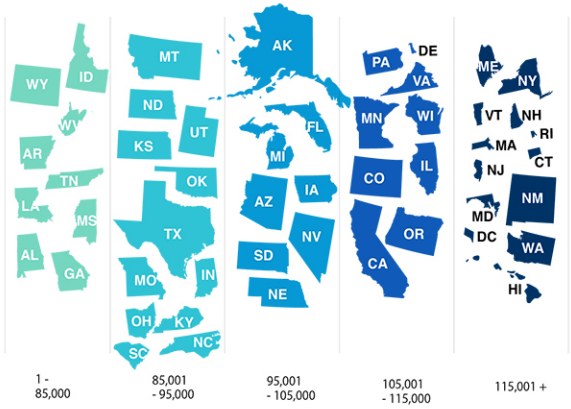 WY
ID
WV
AR
TN
LA
MS
AL
GA
MT
ND
UT
KS
OK
TX
MO
IN
OH
KY
SC
NC
AK
FL
MI
IA
AZ
NV
SD
NE
PA
DE
VA
MN
WI
IL
CO
OR
CA
ME
NY
VT
NH
RI
MA
CT
NJ
NM
MD
DC
WA
HI
1 -
85,000
85,001
- 95,000
95,001
- 105,000
105,001
- 115,000
115,001 +